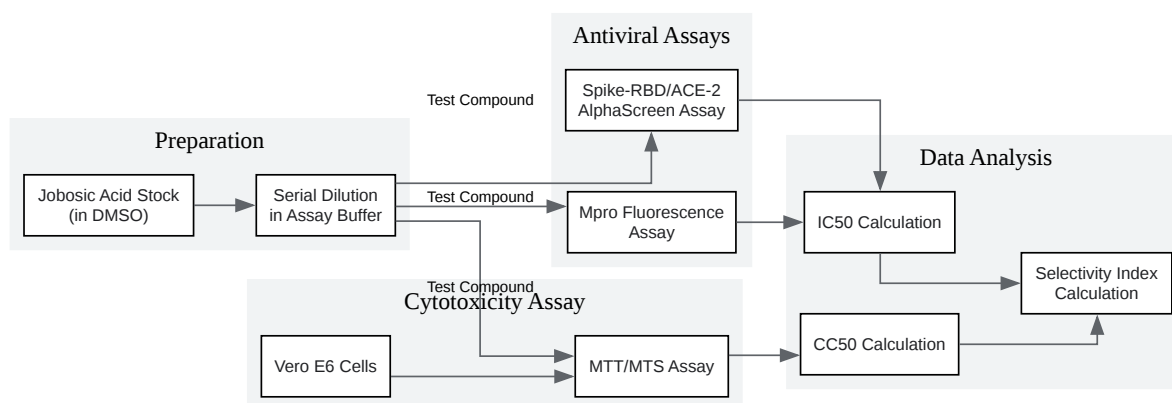 Antiviral Assays
Spike-RBD/ACE-2
AlphaScreen Assay
Test Compound
Preparation
Data Analysis
Jobosic Acid Stock
(in DMSO)
Serial Dilution
in Assay Buffer
Test Compound
Mpro Fluorescence
Assay
IC50 Calculation
Selectivity Index
Calculation
Test Compound
Cytotoxicity Assay
Vero E6 Cells
MTT/MTS Assay
CC50 Calculation